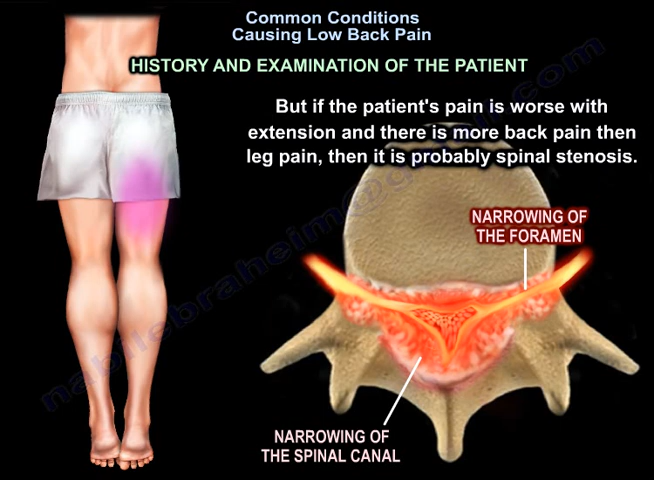 Common Conditions
Causing Low Back Pain
HISTORY AND EXAMINATION OF THE PATIENT
But if the patient's pain is worse with
extension and there is more back pain then
leg pain, then it is probably spinal stenosis.
NARROWING OF
THE FORAMEN
NARROWING OF
THE SPINAL CANAL